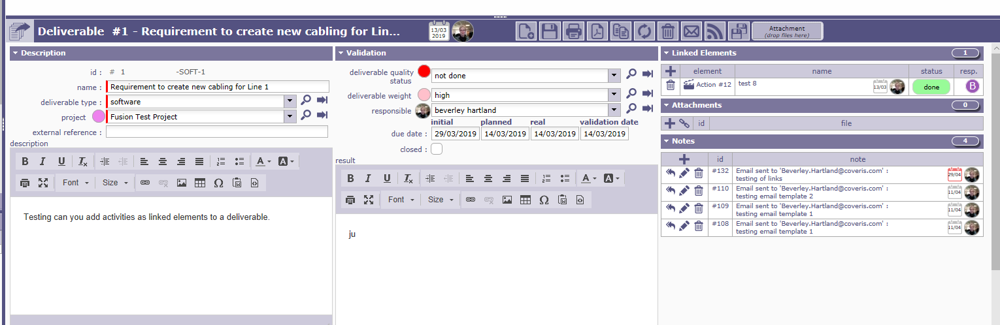 Deliverable #1 - Requirement to create new cabling for Lin...
13/03
2019
Attachment
(drop files here)
Description
id : # 1 -SOFT-1
name : Requirement to create new cabling for Line 1
deliverable type : software
project Fusion Test Project
external reference :
description
B I U Tx A A
Font Size
Testing can you add activities as linked elements to a deliverable.
Validation
deliverable quality
status
not done
deliverable weight high
responsible beverley hartland
initial planned real validation date
due date : 29/03/2019 14/03/2019 14/03/2019 14/03/2019
closed :
result
B I U Tx A A
Font Size
ju
Linked Elements 1
element name status resp.
Action #12 test 8 13/03 done B
Attachments 0
id file
Notes 4
id note
#132 Email sent to 'Beverley.Hartland@coveris.com' :
testing of links
29/04
#110 Email sent to 'Beverley.Hartland@coveris.com' :
testing email template 2
11/04
#109 Email sent to 'Beverley.Hartland@coveris.com' :
testing email template 1
11/04
#108 Email sent to 'Beverley.Hartland@coveris.com' :
testing email template 1
11/04